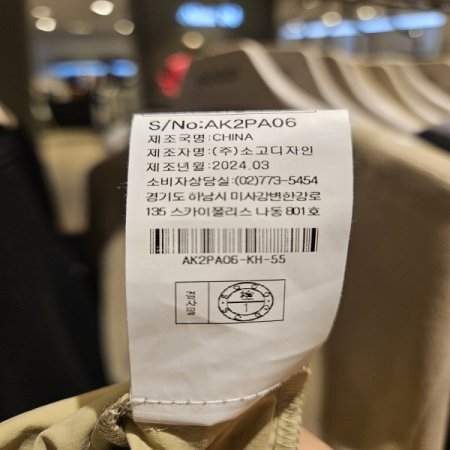 S/No:AK2PA06
제조국명:CHINA
제조자명:(주)소고디자인
제조년월:2024.03
소비자상담실:(02)773-5454
경기도 하남시 미사강변한강로
135 스카이폴리스 나동 801호
AK2PA06-KH-55
검사필